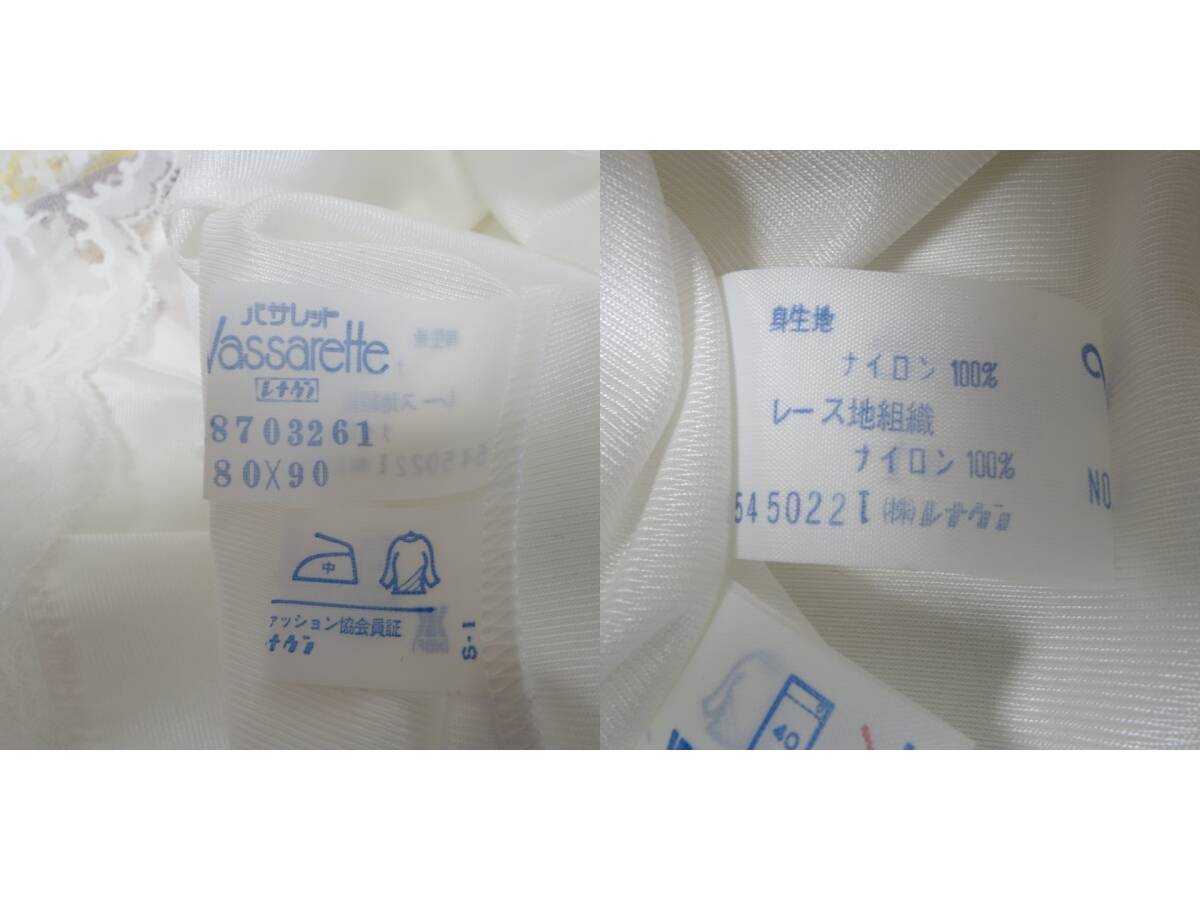 バサレット
Vassarette
レナウン
8703261
80X90
中
ァッション協会員証
レナウン
S-1
身生地
ナイロン 100%
レース地組織
ナイロン 100%
5450221 (株)レナウン
NO
40